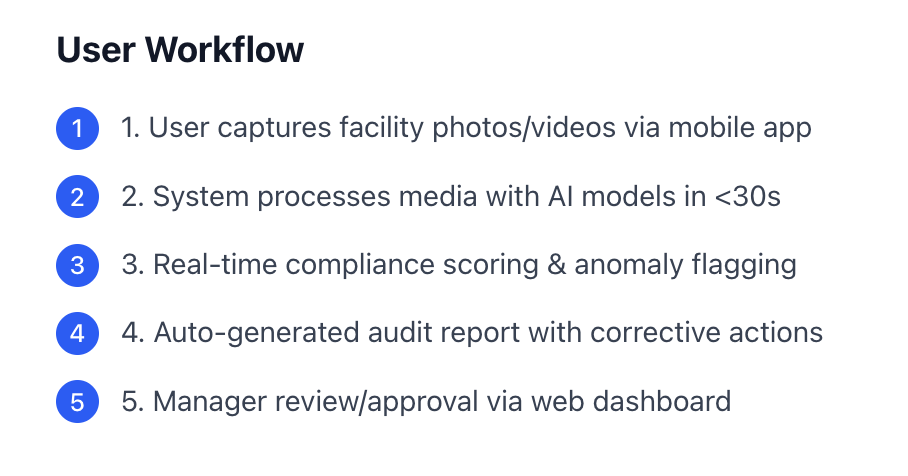 User Workflow
1 1. User captures facility photos/videos via mobile app
2 2. System processes media with AI models in <30s
3 3. Real-time compliance scoring & anomaly flagging
4 4. Auto-generated audit report with corrective actions
5 5. Manager review/approval via web dashboard